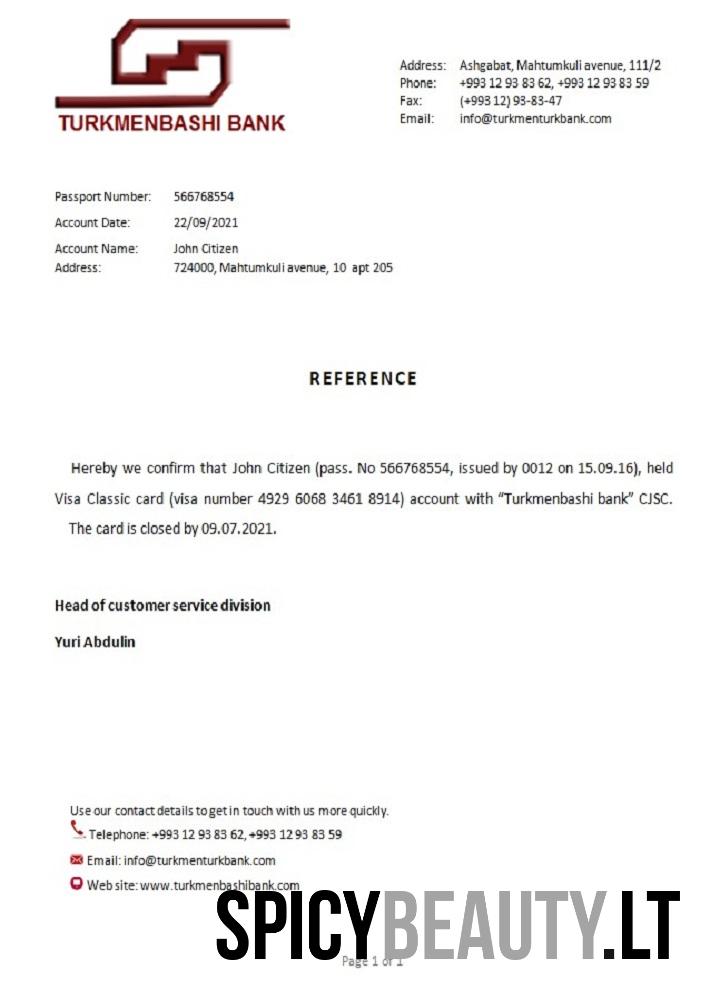 TURKMENBASHI BANK
Address: Ashgabat, Mahtumkuli avenue, 111/2
Phone: +993 12 93 83 62, +993 12 93 83 59
Fax: (+993 12) 93-83-47
Email: info@turkmenturkbank.com
Passport Number: 566768554
Account Date: 22/09/2021
Account Name: John Citizen
Address: 724000, Mahtumkuli avenue, 10 apt 205
REFERENCE
Hereby we confirm that John Citizen (pass. No 566768554, issued by 0012 on 15.09.16), held
Visa Classic card (visa number 4929 6068 3461 8914) account with “Turkmenbashi bank” CJSC.
The card is closed by 09.07.2021.
Head of customer service division
Yuri Abdulin
Use our contact details to get in touch with us more quickly.
Telephone: +993 12 93 83 62, +993 12 93 83 59
Email: info@turkmenturkbank.com
Web site: www.turkmenbashibank.com
SPICYBEAUTY.LT
Page 1 of 1